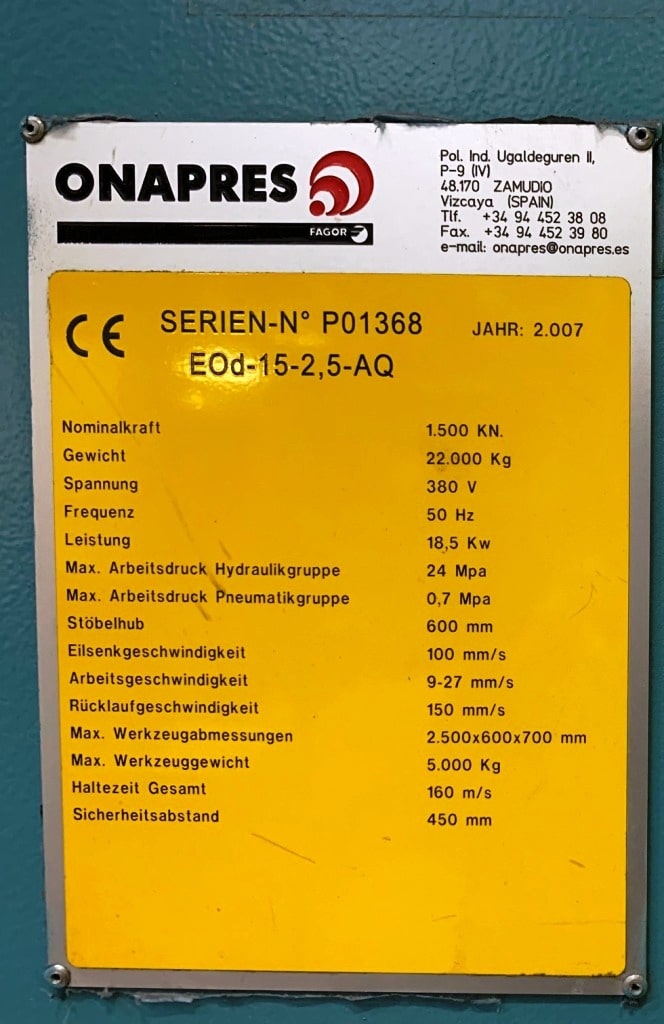 ONAPRES
FAGOR
Pol. Ind. Ugaldeguren II,
P-9 (IV)
48.170 ZAMUDIO
Vizcaya (SPAIN)
Tlf. +34 94 452 38 08
Fax. +34 94 452 39 80
e-mail: onapres@onapres.es
CE SERIEN-N° P01368 JAHR: 2.007
EOd-15-2,5-AQ
Nominalkraft 1.500 KN.
Gewicht 22.000 Kg
Spannung 380 V
Frequenz 50 Hz
Leistung 18,5 Kw
Max. Arbeitsdruck Hydraulikgruppe 24 Mpa
Max. Arbeitsdruck Pneumatikgruppe 0,7 Mpa
Stöbelhub 600 mm
Eilsenkgeschwindigkeit 100 mm/s
Arbeitsgeschwindigkeit 9-27 mm/s
Rücklaufgeschwidigkeit 150 mm/s
Max. Werkzeugabmessungen 2.500x600x700 mm
Max. Werkzeuggewicht 5.000 Kg
Haltezeit Gesamt 160 m/s
Sicherheitsabstand 450 mm